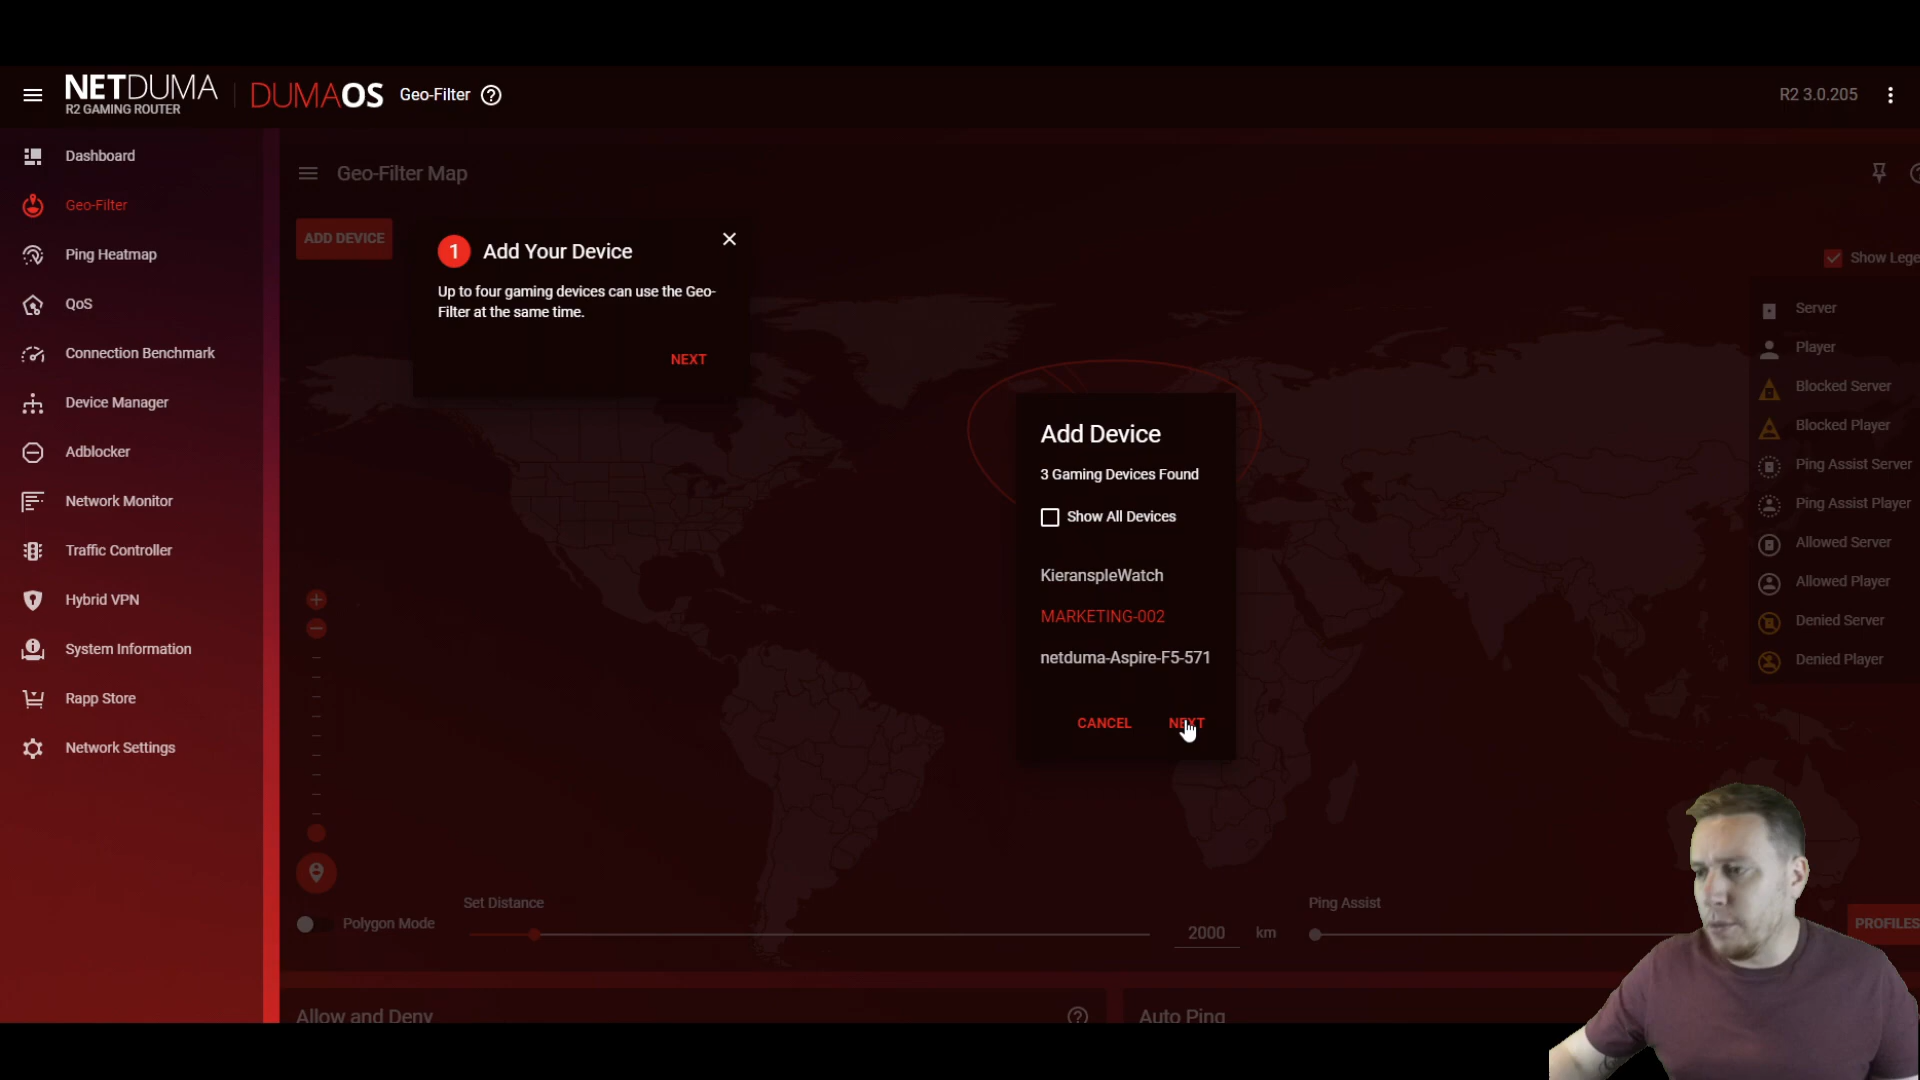 NETDUMA
R2 GAMING ROUTER
DUMAOS
Geo-Filter
R2 3.0.205
Dashboard
Geo-Filter
Ping Heatmap
QoS
Connection Benchmark
Device Manager
Adblocker
Network Monitor
Traffic Controller
Hybrid VPN
System Information
Rapp Store
Network Settings
Geo-Filter Map
ADD DEVICE
1 Add Your Device
Up to four gaming devices can use the Geo-
Filter at the same time.
NEXT
Add Device
3 Gaming Devices Found
Show All Devices
KieranspleWatch
MARKETING-002
netduma-Aspire-F5-571
CANCEL
NEXT
Show Lege
Server
Player
Blocked Server
Blocked Player
Ping Assist Server
Ping Assist Player
Allowed Server
Allowed Player
Denied Server
Denied Player
Polygon Mode
Set Distance
2000 km
Ping Assist
PROFILES
Allow and Deny
Auto Ping